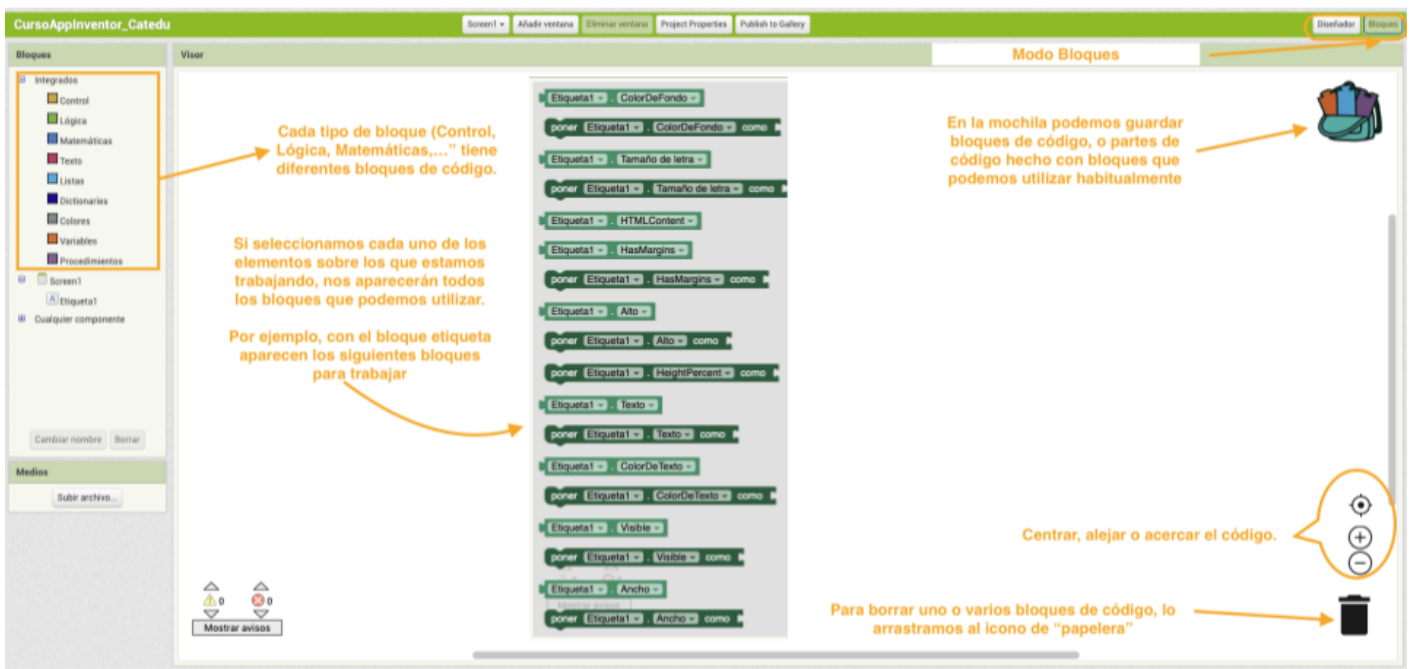 CursoAppInventor_Catedu
Screen1
Añadir ventana
Eliminar ventana
Project Properties
Publish to Gallery
Diseñador
Bloques
Bloques
Visor
Modo Bloques
Integrados
Control
Lógica
Matemáticas
Texto
Listas
Dictionaries
Colores
Variables
Procedimientos
Screen1
A Etiqueta1
Cualquier componente
Cambiar nombre
Borrar
Medios
Subir archivo...
Cada tipo de bloque (Control,
Lógica, Matemáticas,...” tiene
diferentes bloques de código.
Si seleccionamos cada uno de los
elementos sobre los que estamos
trabajando, nos aparecerán todos
los bloques que podemos utilizar.
Por ejemplo, con el bloque etiqueta
aparecen los siguientes bloques
para trabajar
0 0
Mostrar avisos
Etiqueta1 . ColorDeFondo
poner Etiqueta1 . ColorDeFondo como
Etiqueta1 . Tamaño de letra
poner Etiqueta1 . Tamaño de letra como
Etiqueta1 . HTMLContent
Etiqueta1 . HasMargins
poner Etiqueta1 . HasMargins como
Etiqueta1 . Alto
poner Etiqueta1 . Alto como
poner Etiqueta1 . HeightPercent como
Etiqueta1 . Texto
poner Etiqueta1 . Texto como
Etiqueta1 . ColorDeTexto
poner Etiqueta1 . ColorDeTexto como
Etiqueta1 . Visible
poner Etiqueta1 . Visible como
Etiqueta1 . Ancho
Mostrar avisos
poner Etiqueta1 . Ancho como
En la mochila podemos guardar
bloques de código, o partes de
código hecho con bloques que
podemos utilizar habitualmente
Centrar, alejar o acercar el código.
Para borrar uno o varios bloques de código, lo
arrastramos al icono de “papelera”